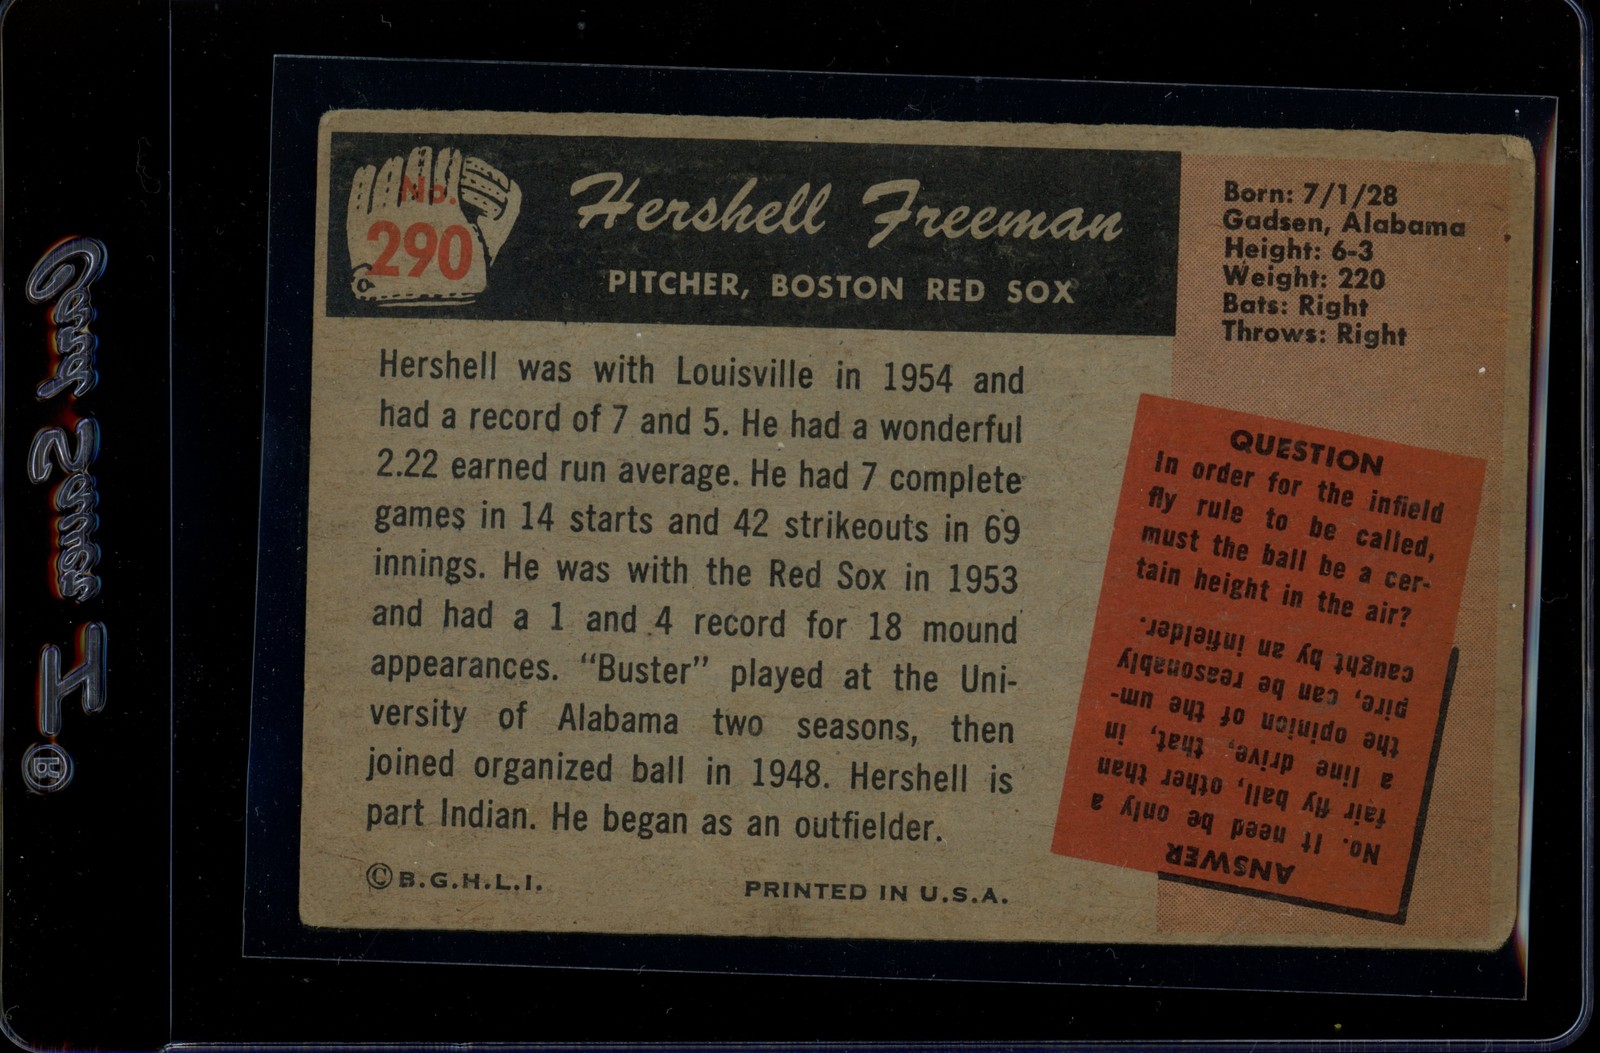 No.
290
Hershell Freeman
PITCHER, BOSTON RED SOX
Born: 7/1/28
Gadsen, Alabama
Height: 6-3
Weight: 220
Bats: Right
Throws: Right
Hershell was with Louisville in 1954 and
had a record of 7 and 5. He had a wonderful
2.22 earned run average. He had 7 complete
games in 14 starts and 42 strikeouts in 69
innings. He was with the Red Sox in 1953
and had a 1 and 4 record for 18 mound
appearances. "Buster" played at the Uni-
versity of Alabama two seasons, then
joined organized ball in 1948. Hershell is
part Indian. He began as an outfielder.
©B.G.H.L.I.
PRINTED IN U.S.A.
QUESTION
In order for the infield
fly rule to be called,
must the ball be a cer-
tain height in the air?
ANSWER
No. It need be only a
fair fly ball, other than
a line drive, that, in
the opinion of the um-
pire, can be reasonably
caught by an infielder.
Card Saver I
®